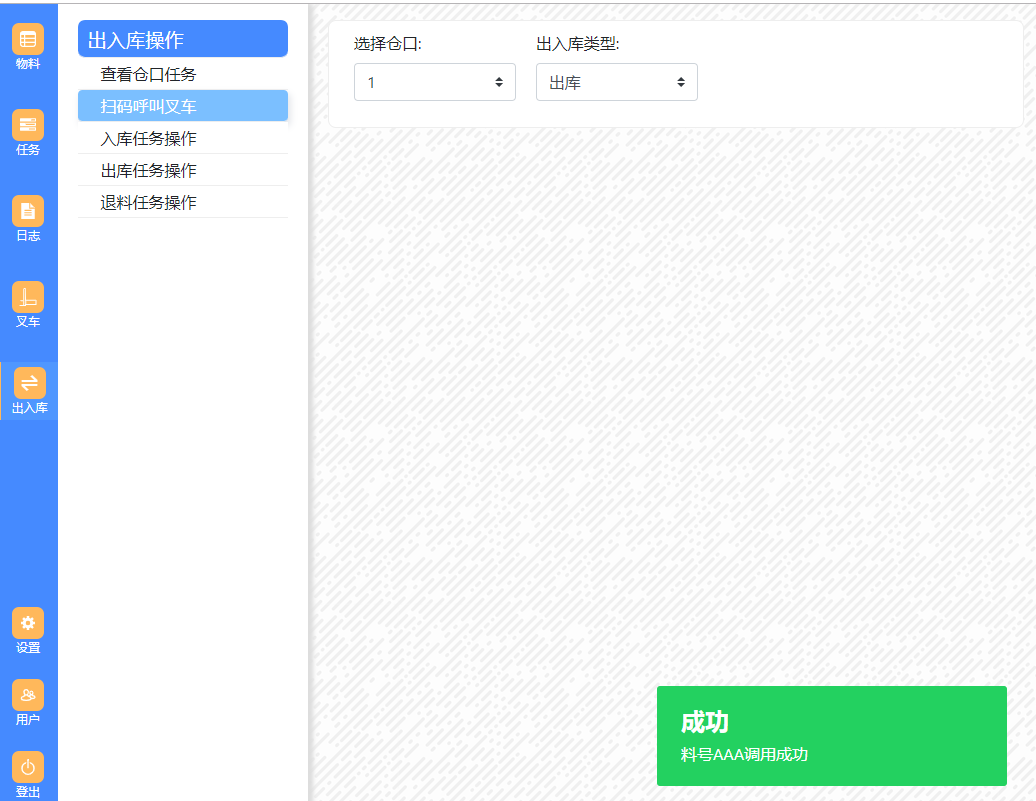 物料
任务
日志
叉车
出入库
设置
用户
登出
出入库操作
查看仓口任务
扫码呼叫叉车
入库任务操作
出库任务操作
退料任务操作
选择仓口:
1
出入库类型:
出库
成功
料号AAA调用成功